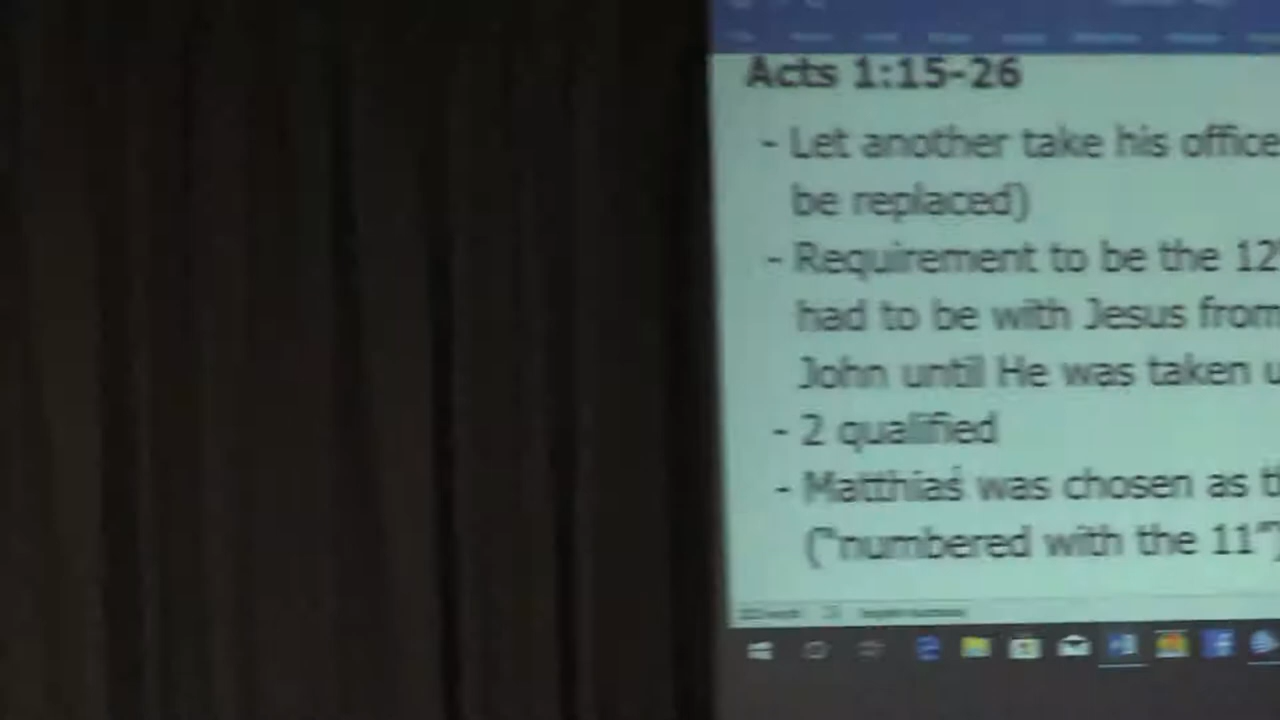 Acts 1:15-26
- Let another take his office
be replaced)
- Requirement to be the 12
had to be with Jesus from
John until He was taken u
- 2 qualified
- Matthias was chosen as th
("numbered with the 11")